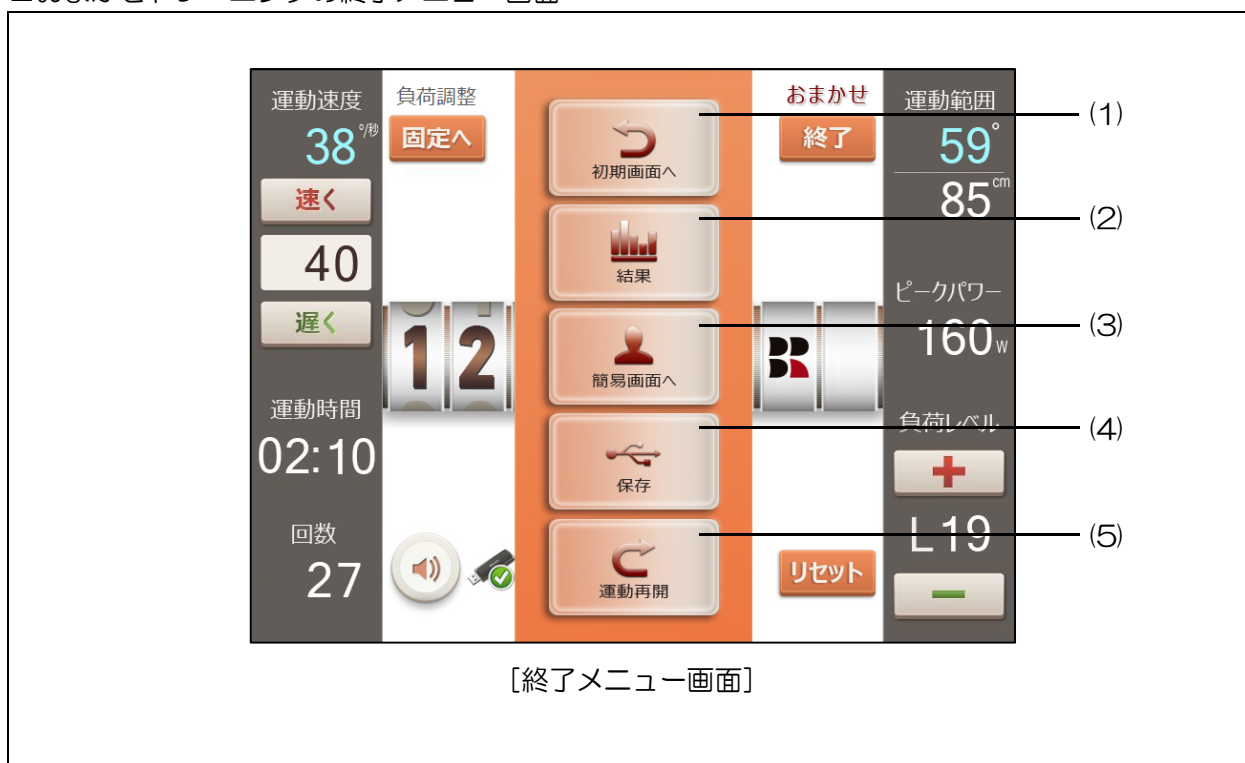 運動速度
38°/秒
速く
40
遅く
運動時間
02:10
回数
27
負荷調整
固定へ
12
初期画面へ
結果
簡易画面へ
保存
運動再開
おまかせ
終了
リセット
運動範囲
59°
85cm
ピークパワー
160W
負荷レベル
+
L19
−
(1)
(2)
(3)
(4)
(5)
[終了メニュー画面]